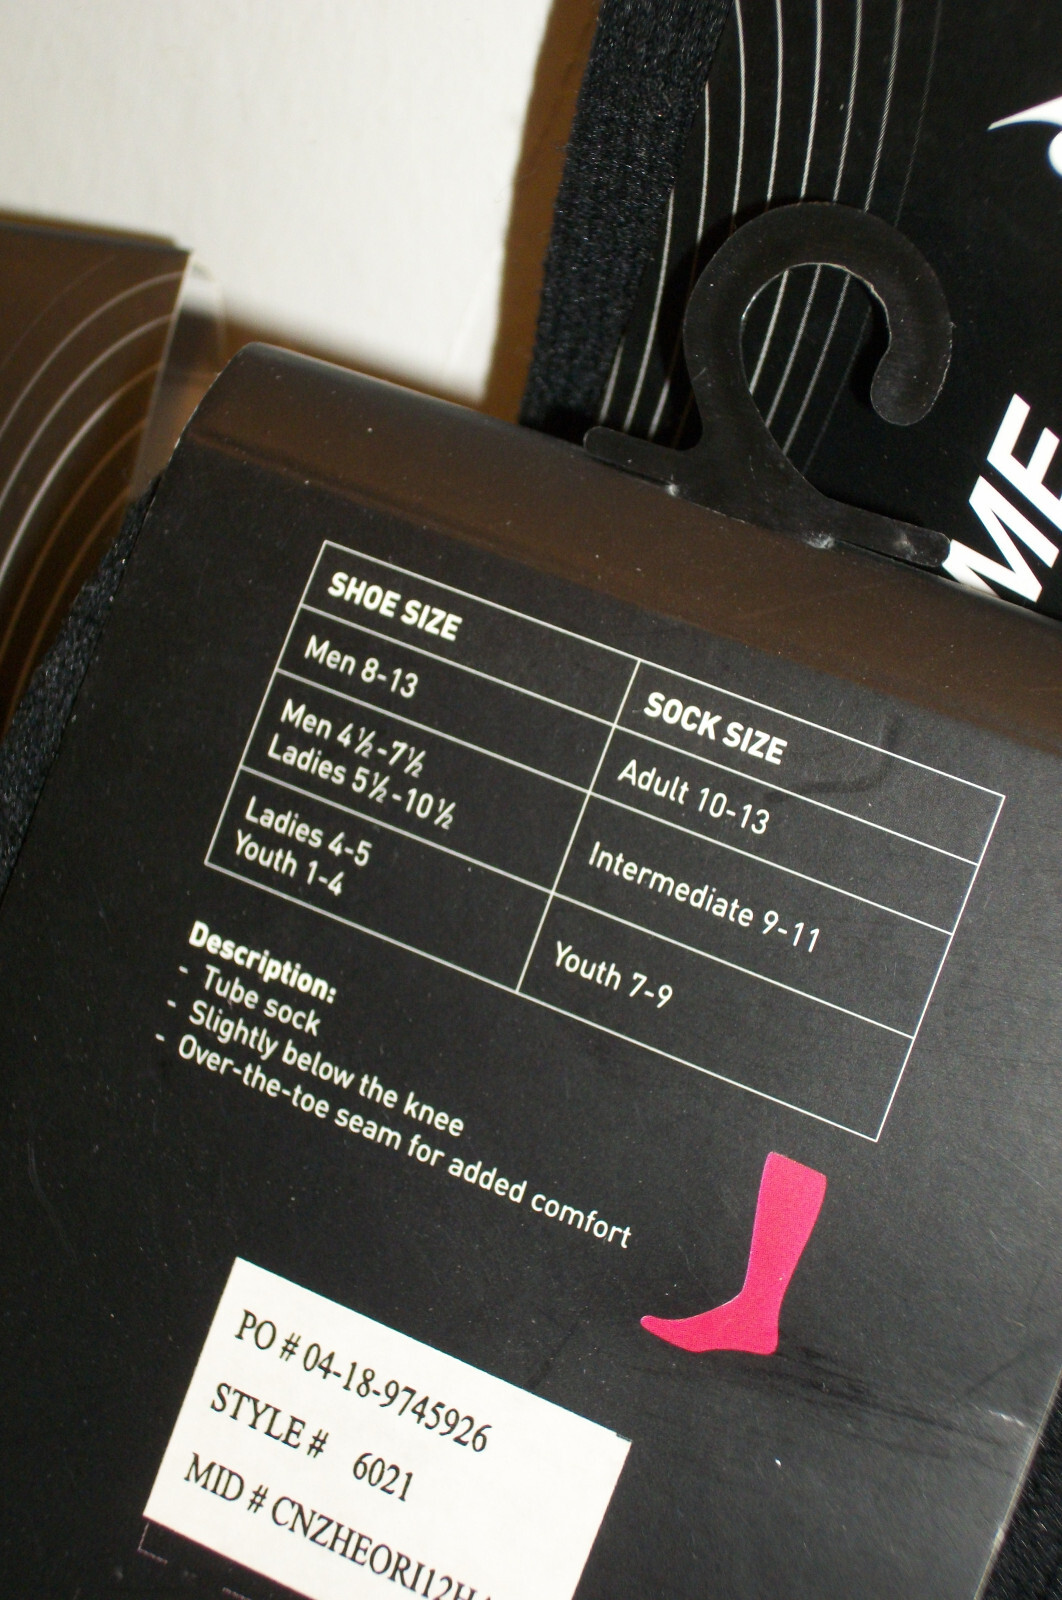 ME
SHOE SIZE
SOCK SIZE
Men 8-13
Adult 10-13
Men 4½-7½
Ladies 5½-10½
Intermediate 9-11
Ladies 4-5
Youth 1-4
Youth 7-9
Description:
- Tube sock
- Slightly below the knee
- Over-the-toe seam for added comfort
PO # 04-18-9745926
STYLE # 6021
MID #